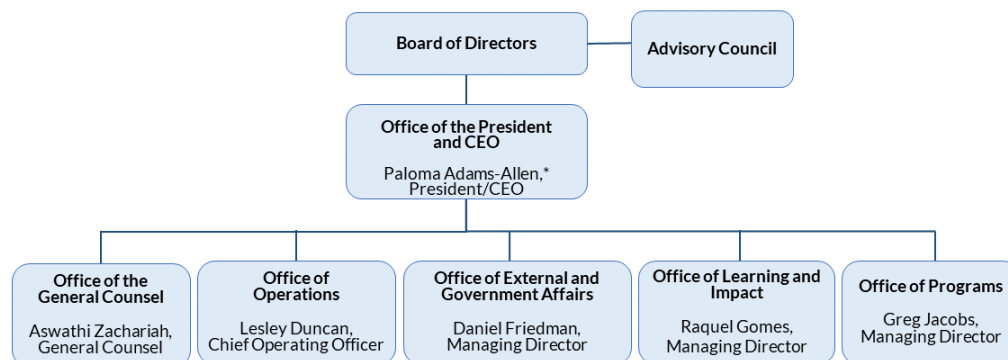 Board of Directors
Advisory Council
Office of the President
and CEO
Paloma Adams-Allen,*
President/CEO
Office of the
General Counsel
Aswathi Zachariah,
General Counsel
Office of
Operations
Lesley Duncan,
Chief Operating Officer
Office of External and
Government Affairs
Daniel Friedman,
Managing Director
Office of Learning and
Impact
Raquel Gomes,
Managing Director
Office of Programs
Greg Jacobs,
Managing Director